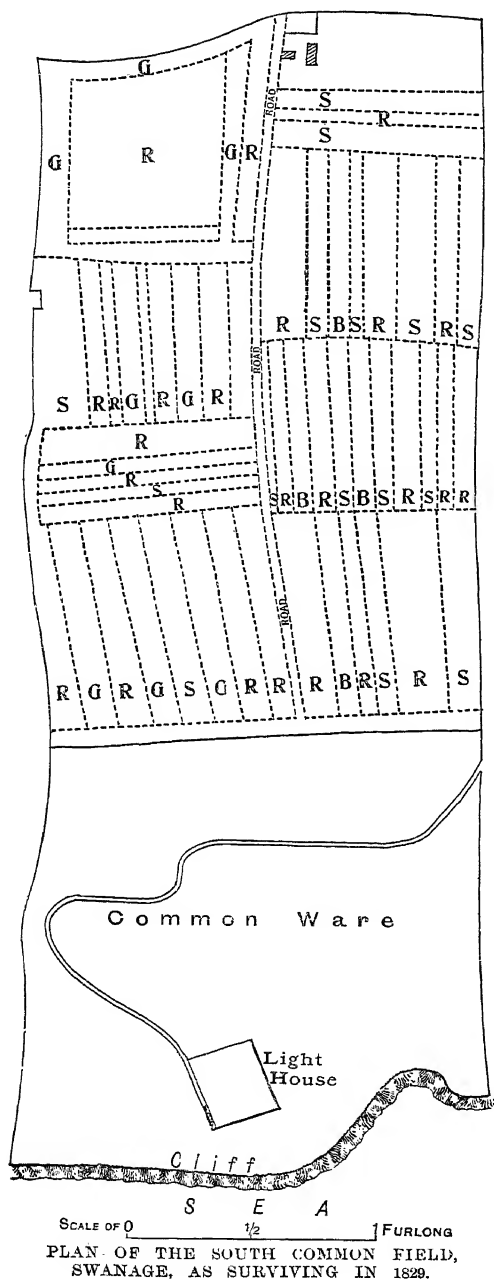 G
G R G R
ROAD
S
R
S
R S B S R S R S
ROAD
S R R G R G R
R
G
R
S
R
S R B R S B S R S R R
ROAD
R G R G S G R R R B R S R S
Common Ware
Light
House
Cliff
SEA
SCALE OF 0 1/2 1 FURLONG
PLAN OF THE SOUTH COMMON FIELD,
SWANAGE, AS SURVIVING IN 1829.